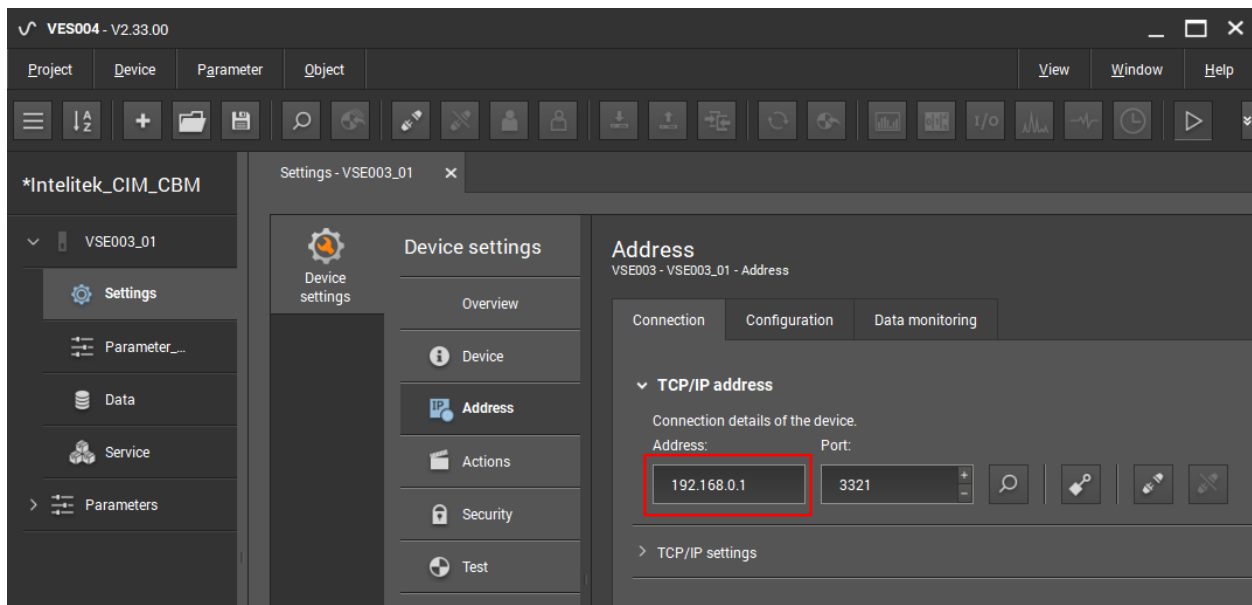 VES004 - V2.33.00
Project Device Parameter Object View Window Help
A
Z
I/O
*Intelitek_CIM_CBM
Settings - VSE003_01
VSE003_01
Settings
Parameter_...
Data
Service
Parameters
Device
settings
Device settings
Overview
Device
IP
Address
Actions
Security
Test
Address
VSE003 - VSE003_01 - Address
Connection Configuration Data monitoring
TCP/IP address
Connection details of the device.
Address: Port:
192.168.0.1 3321
TCP/IP settings